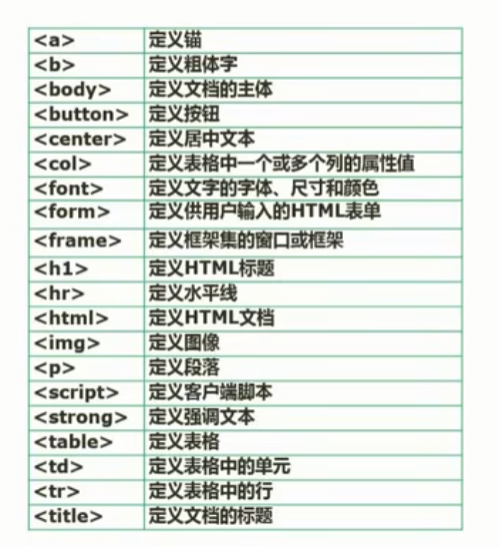 <a> 定义锚
<b> 定义粗体字
<body> 定义文档的主体
<button> 定义按钮
<center> 定义居中文本
<col> 定义表格中一个或多个列的属性值
<font> 定义文字的字体、尺寸和颜色
<form> 定义供用户输入的HTML表单
<frame> 定义框架集的窗口或框架
<h1> 定义HTML标题
<hr> 定义水平线
<html> 定义HTML文档
<img> 定义图像
<p> 定义段落
<script> 定义客户端脚本
<strong> 定义强调文本
<table> 定义表格
<td> 定义表格中的单元
<tr> 定义表格中的行
<title> 定义文档的标题